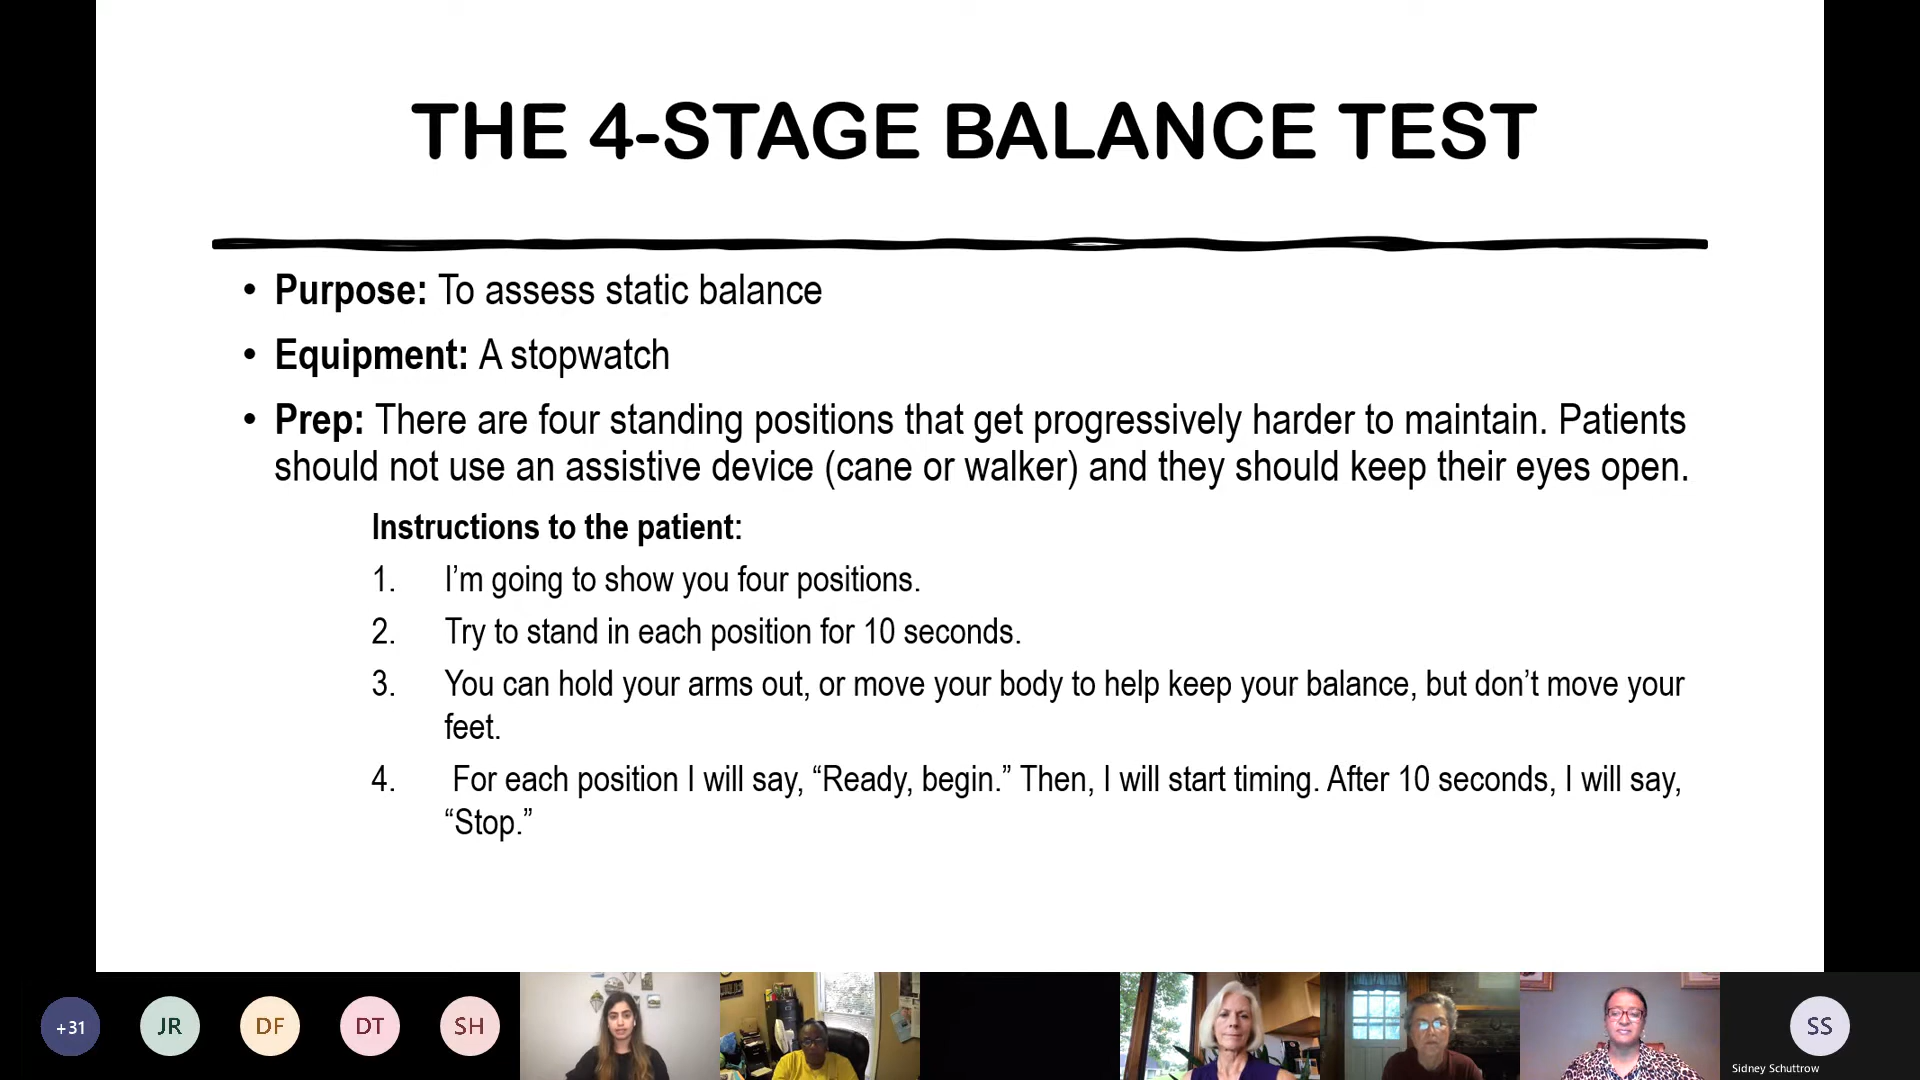 THE 4-STAGE BALANCE TEST
• Purpose: To assess static balance
• Equipment: A stopwatch
• Prep: There are four standing positions that get progressively harder to maintain. Patients
should not use an assistive device (cane or walker) and they should keep their eyes open.
Instructions to the patient:
1. I’m going to show you four positions.
2. Try to stand in each position for 10 seconds.
3. You can hold your arms out, or move your body to help keep your balance, but don’t move your
feet.
4. For each position I will say, “Ready, begin.” Then, I will start timing. After 10 seconds, I will say,
“Stop.”
+31
JR
DF
DT
SH
SS
Sidney Schuttrow